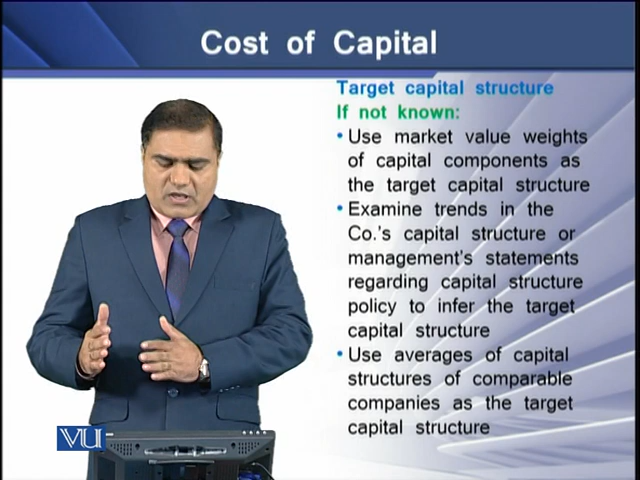 Cost of Capital
Target capital structure
If not known:
• Use market value weights
of capital components as
the target capital structure
• Examine trends in the
Co.'s capital structure or
management's statements
regarding capital structure
policy to infer the target
capital structure
• Use averages of capital
structures of comparable
companies as the target
capital structure
VU